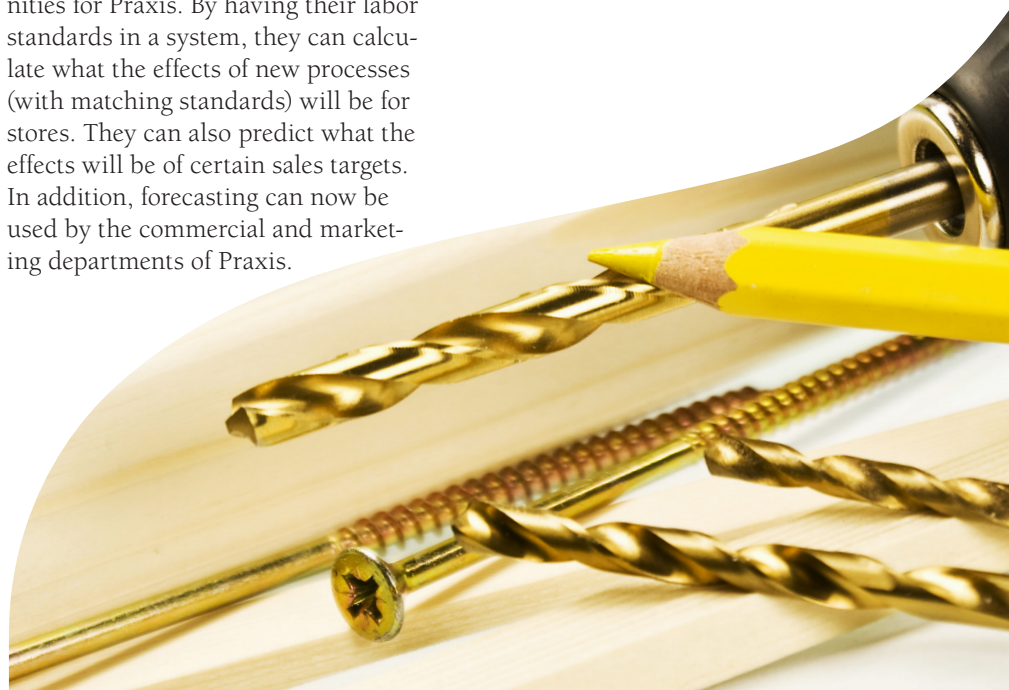 nities for Praxis. By having their labor
standards in a system, they can calcu-
late what the effects of new processes
(with matching standards) will be for
stores. They can also predict what the
effects will be of certain sales targets.
In addition, forecasting can now be
used by the commercial and market-
ing departments of Praxis.